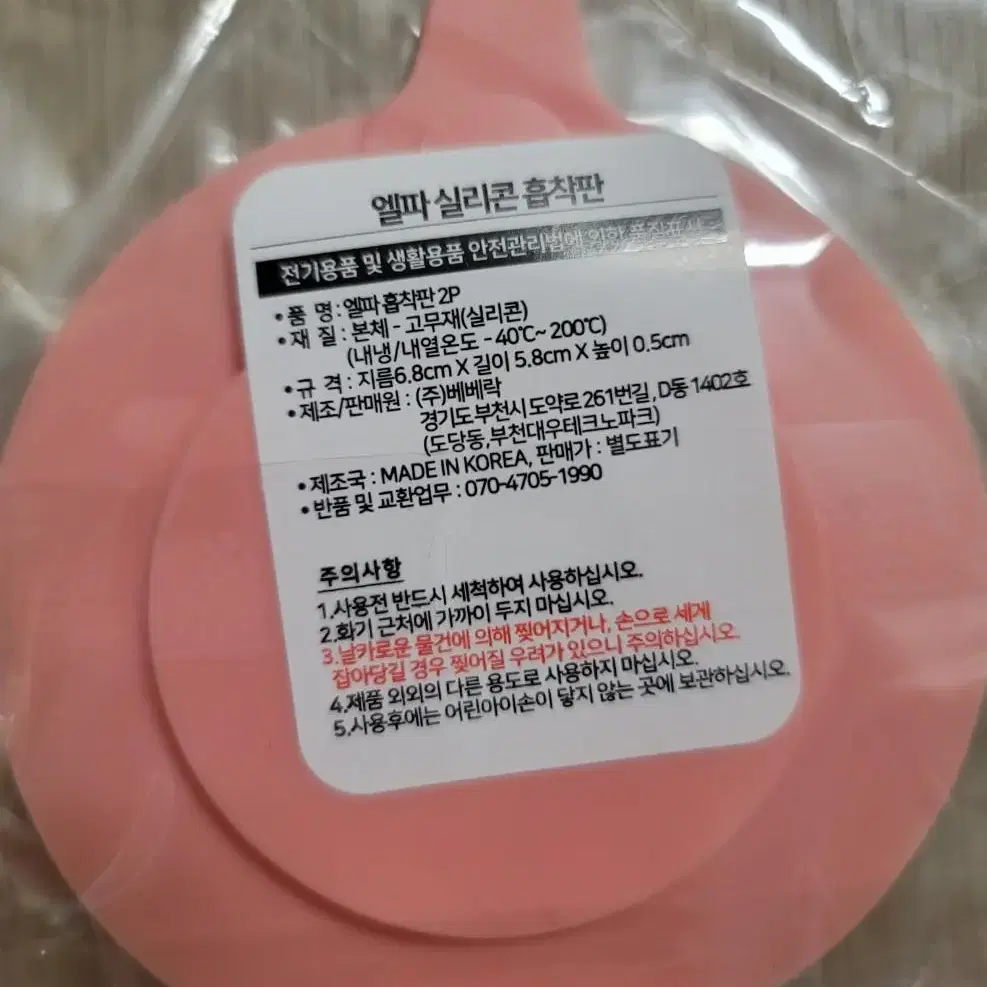 엘파 실리콘 흡착판
전기용품 및 생활용품 안전관리법에 의한 품질표시
• 품 명 : 엘파 흡착판 2P
• 재 질 : 본체 - 고무재(실리콘)
(내냉/내열온도 - 40℃~ 200℃)
• 규 격 : 지름6.8cm X 길이 5.8cm X 높이 0.5cm
• 제조/판매원 : (주)베베락
경기도 부천시 도약로 261번길, D동 1402호
(도당동,부천대우테크노파크)
• 제조국 : MADE IN KOREA, 판매가 : 별도표기
• 반품 및 교환업무 : 070-4705-1990
주의사항
1.사용전 반드시 세척하여 사용하십시오.
2.화기 근처에 가까이 두지 마십시오.
3.날카로운 물건에 의해 찢어지거나, 손으로 세게
잡아당길 경우 찢어질 우려가 있으니 주의하십시오.
4.제품 외외의 다른 용도로 사용하지 마십시오.
5.사용후에는 어린아이손이 닿지 않는 곳에 보관하십시오.